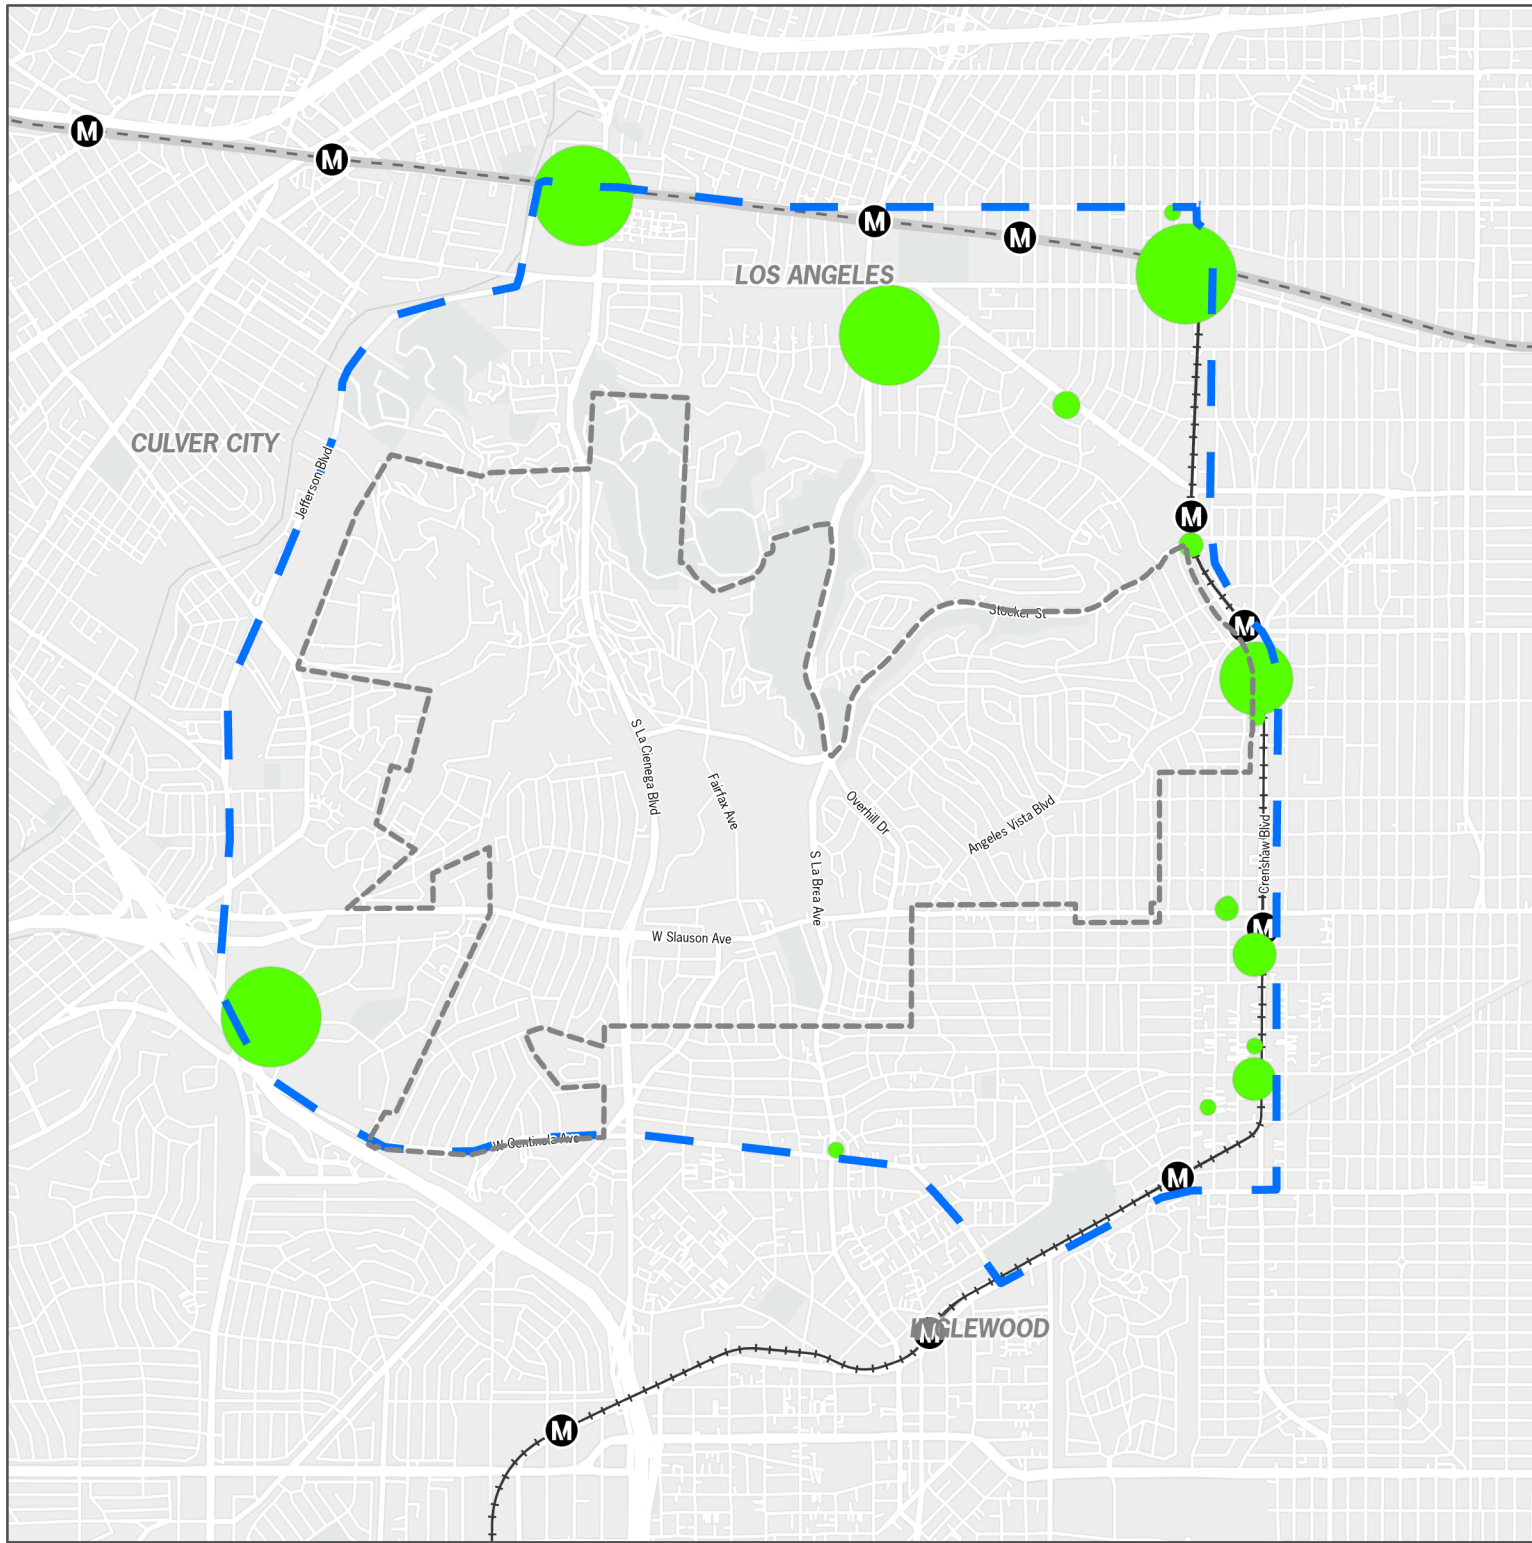 M
M
M
M
LOS ANGELES
CULVER CITY
Jefferson Blvd
M
Stocker St
M
S La Cienega Blvd
Fairfax Ave
Overhill Dr
Angeles Vista Blvd
S La Brea Ave
Crenshaw Blvd
W Slauson Ave
M
W Centinela Ave
M
INGLEWOOD
M
M